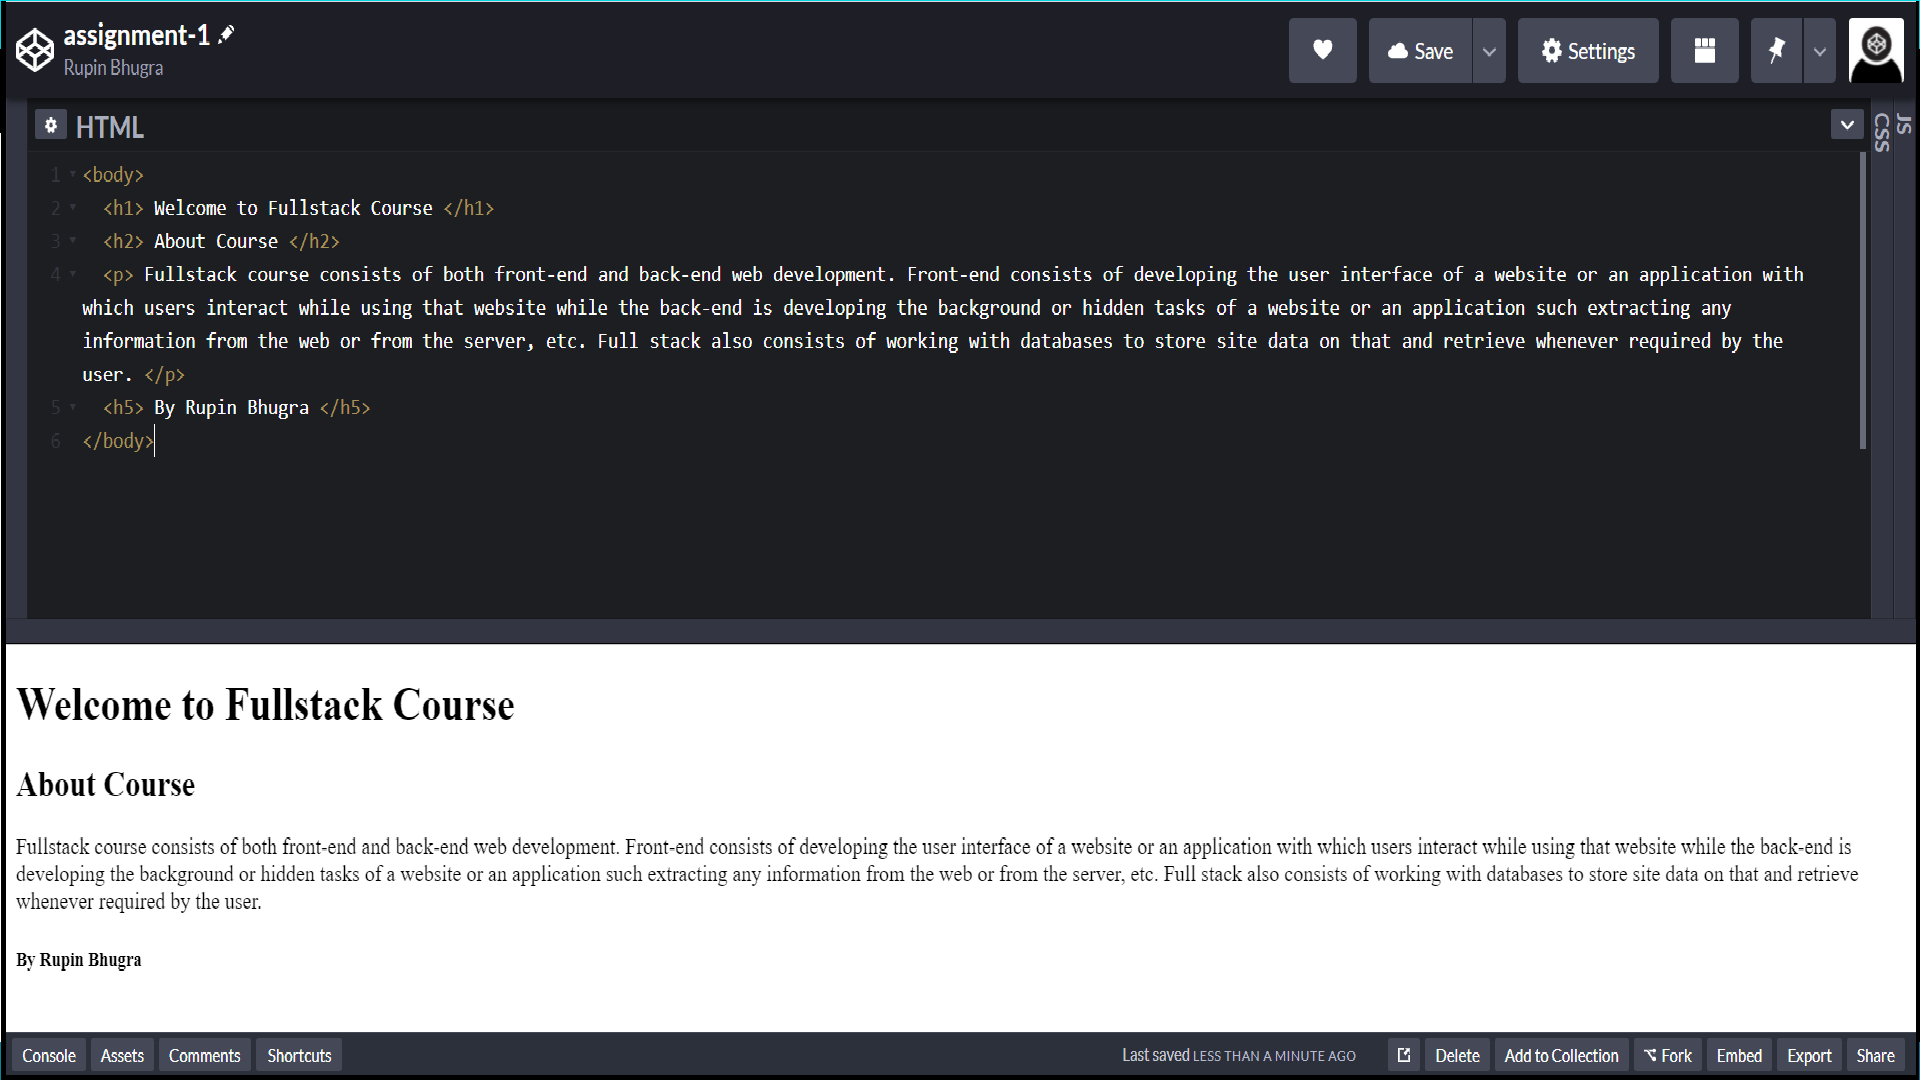 assignment-1
Rupin Bhugra
Save
Settings
HTML
CSS
JS
1 <body>
2 <h1> Welcome to Fullstack Course </h1>
3 <h2> About Course </h2>
4 <p> Fullstack course consists of both front-end and back-end web development. Front-end consists of developing the user interface of a website or an application with
which users interact while using that website while the back-end is developing the background or hidden tasks of a website or an application such extracting any
information from the web or from the server, etc. Full stack also consists of working with databases to store site data on that and retrieve whenever required by the
user. </p>
5 <h5> By Rupin Bhugra </h5>
6 </body>
Welcome to Fullstack Course
About Course
Fullstack course consists of both front-end and back-end web development. Front-end consists of developing the user interface of a website or an application with which users interact while using that website while the back-end is
developing the background or hidden tasks of a website or an application such extracting any information from the web or from the server, etc. Full stack also consists of working with databases to store site data on that and retrieve
whenever required by the user.
By Rupin Bhugra
Console Assets Comments Shortcuts Last saved LESS THAN A MINUTE AGO Delete Add to Collection Fork Embed Export Share